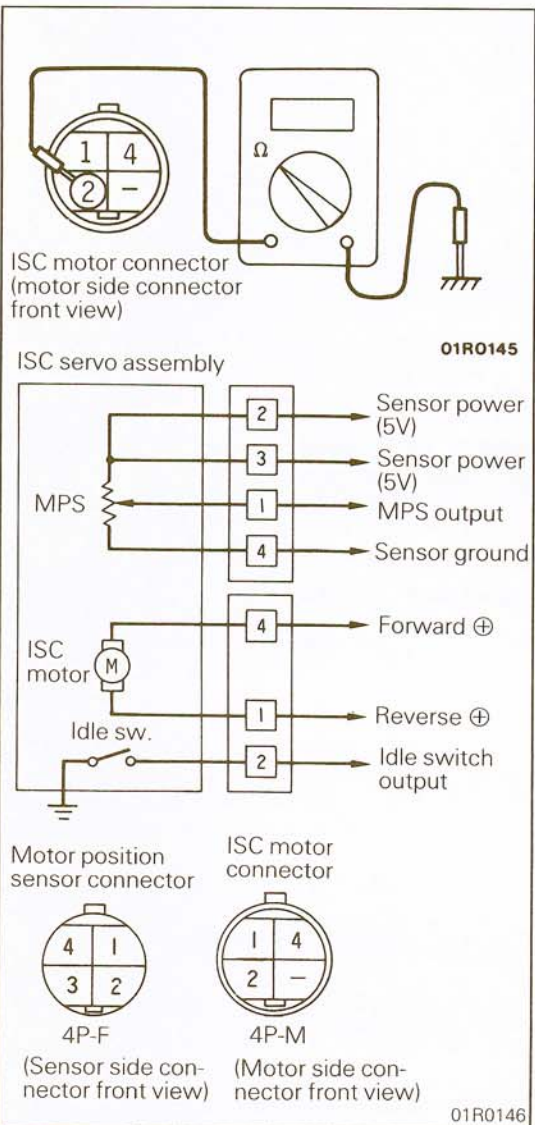 1 4
Ω
2 –
ISC motor connector
(motor side connector
front view)
01R0145
ISC servo assembly
2 Sensor power
(5V)
3 Sensor power
(5V)
MPS 1 MPS output
4 Sensor ground
4 Forward ⊕
ISC
motor M
1 Reverse ⊕
Idle sw.
2 Idle switch
output
Motor position
sensor connector
ISC motor
connector
4 1
3 2
1 4
2 –
4P-F
4P-M
(Sensor side con-
nector front view)
(Motor side con-
nector front view)
01R0146